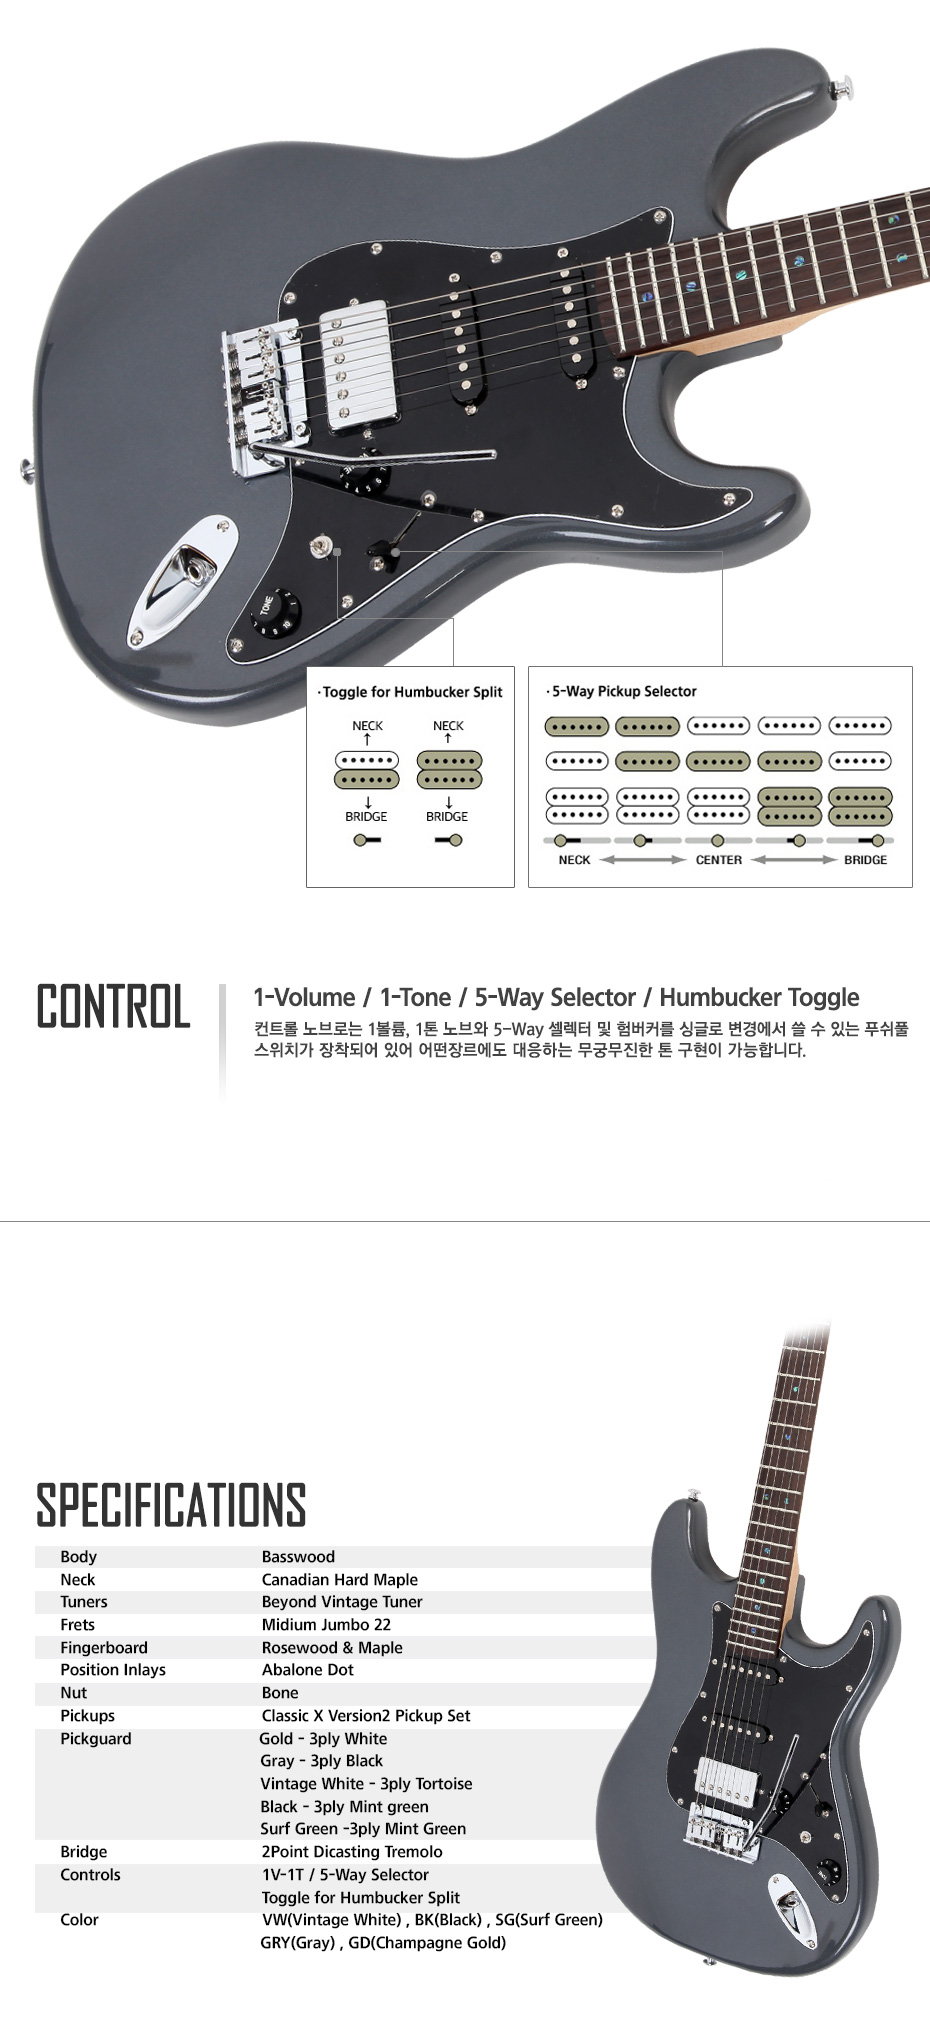 TONE
·Toggle for Humbucker Split
NECK NECK
BRIDGE BRIDGE
·5-Way Pickup Selector
NECK CENTER BRIDGE
CONTROL
1-Volume / 1-Tone / 5-Way Selector / Humbucker Toggle
컨트롤 노브로는 1볼륨, 1톤 노브와 5-Way 셀렉터 및 험버커를 싱글로 변경에서 쓸 수 있는 푸쉬풀
스위치가 장착되어 있어 어떤장르에도 대응하는 무궁무진한 톤 구현이 가능합니다.
SPECIFICATIONS
Body Basswood
Neck Canadian Hard Maple
Tuners Beyond Vintage Tuner
Frets Midium Jumbo 22
Fingerboard Rosewood & Maple
Position Inlays Abalone Dot
Nut Bone
Pickups Classic X Version2 Pickup Set
Pickguard Gold - 3ply White
Gray - 3ply Black
Vintage White - 3ply Tortoise
Black - 3ply Mint green
Surf Green -3ply Mint Green
Bridge 2Point Dicasting Tremolo
Controls 1V-1T / 5-Way Selector
Toggle for Humbucker Split
Color VW(Vintage White) , BK(Black) , SG(Surf Green)
GRY(Gray) , GD(Champagne Gold)